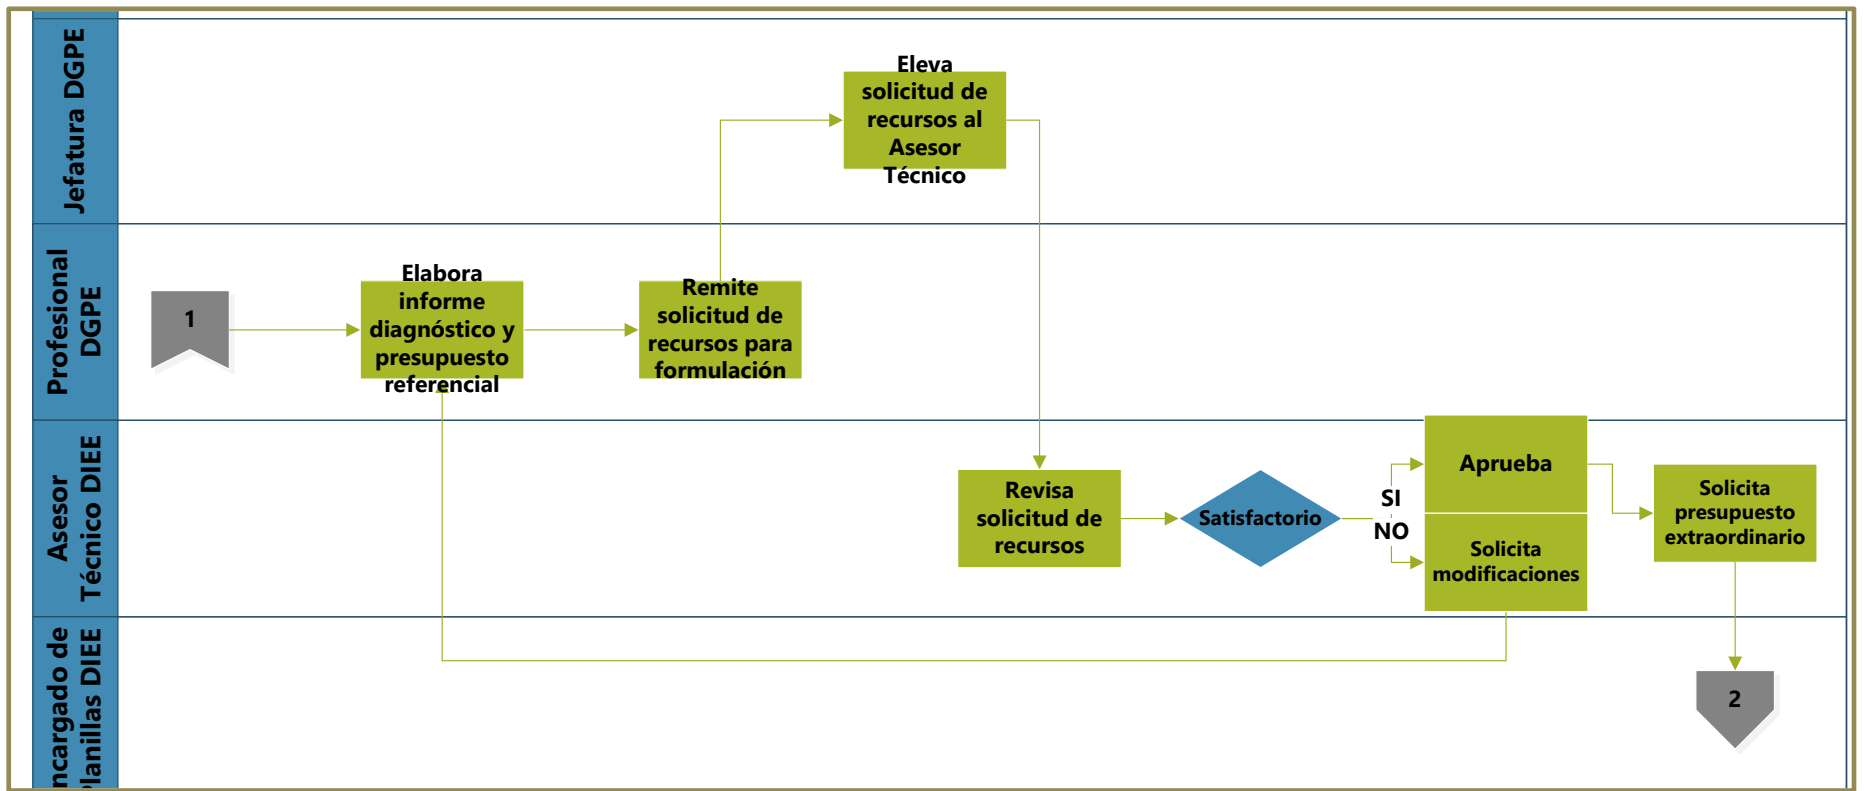 Jefatura DGPE
Eleva
solicitud de
recursos al
Asesor
Técnico
Profesional
DGPE
1
Elabora
informe
diagnóstico y
presupuesto
referencial
Remite
solicitud de
recursos para
formulación
Asesor
Técnico DIEE
Revisa
solicitud de
recursos
Satisfactorio
SI
NO
Aprueba
Solicita
modificaciones
Solicita
presupuesto
extraordinario
ncargado de
Planillas DIEE
2